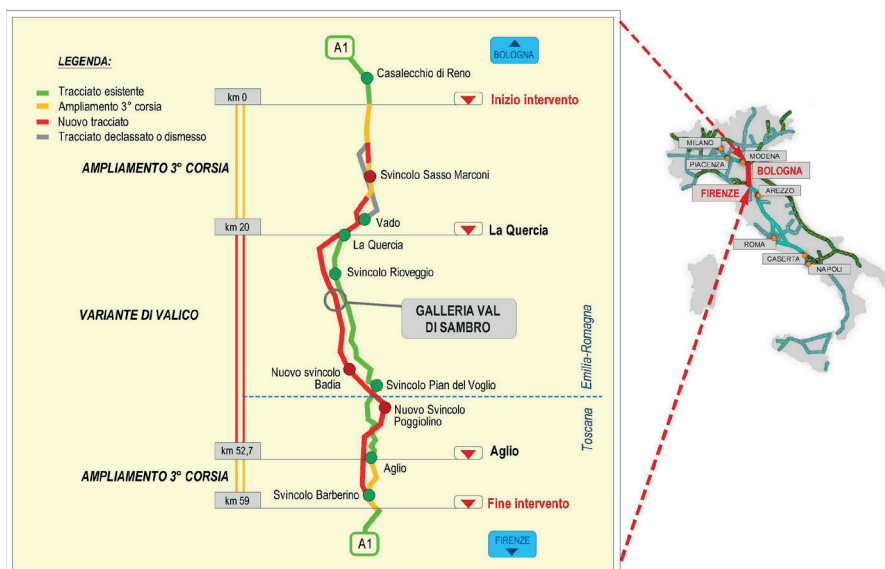 A1
BOLOGNA
LEGENDA:
Tracciato esistente
Ampliamento 3° corsia
Nuovo tracciato
Tracciato declassato o dismesso
Casalecchio di Reno
km 0
Inizio intervento
AMPLIAMENTO 3° CORSIA
Svincolo Sasso Marconi
Vado
km 20
La Quercia
La Quercia
Svincolo Rioveggio
VARIANTE DI VALICO
GALLERIA VAL
DI SAMBRO
Emilia-Romagna
Nuovo svincolo
Badia
Svincolo Pian del Voglio
Toscana
Nuovo Svincolo
Poggiolino
km 52,7
Aglio
Aglio
AMPLIAMENTO 3° CORSIA
Svincolo Barberino
km 59
Fine intervento
A1
FIRENZE
MILANO
MODENA
PIACENZA
BOLOGNA
FIRENZE
AREZZO
ROMA
CASERTA
NAPOLI